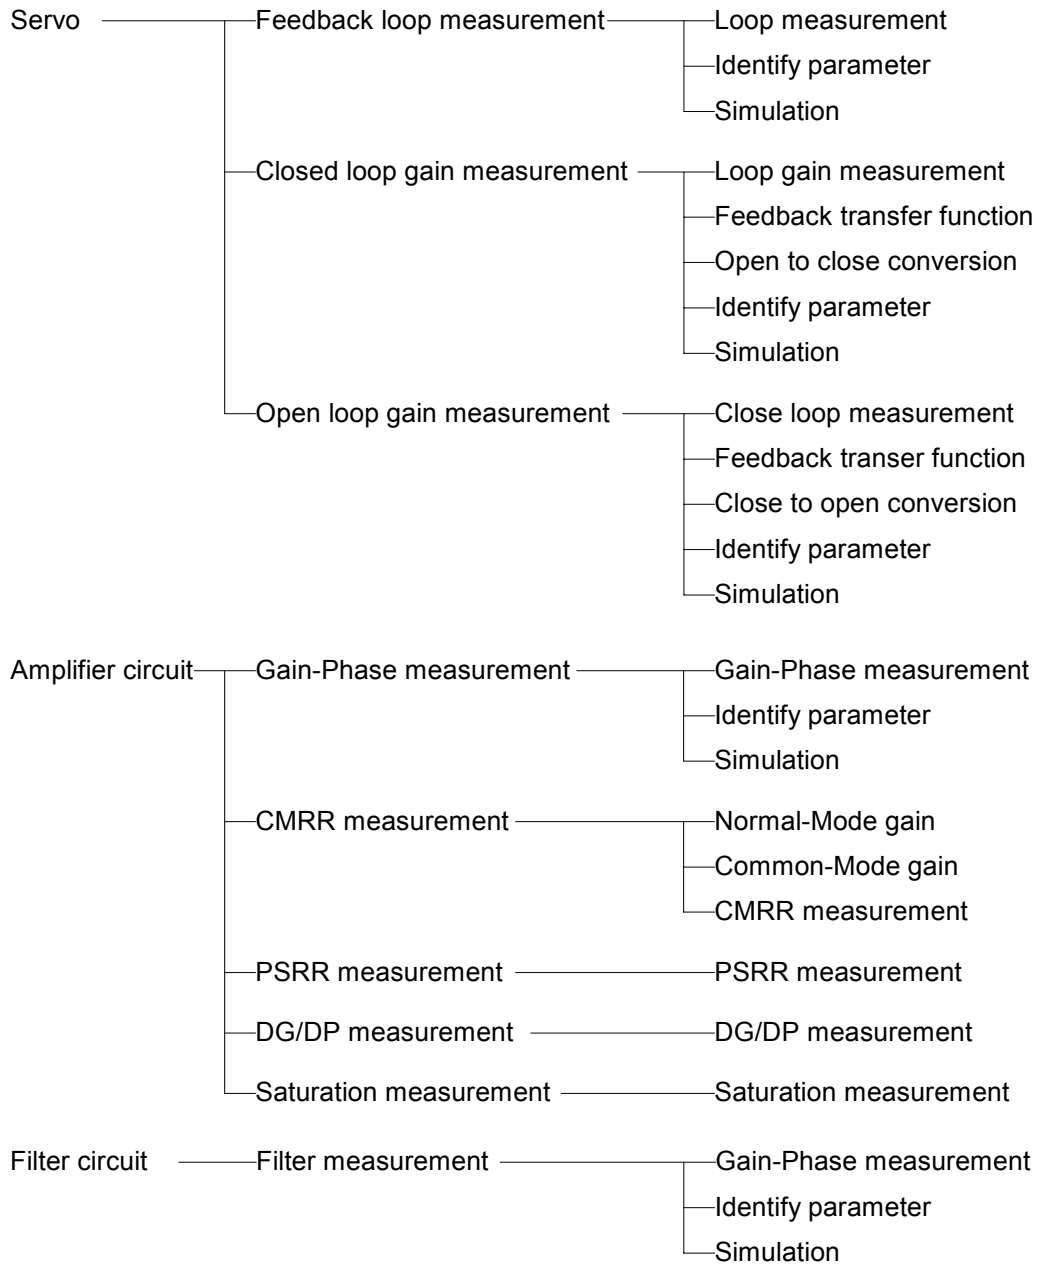 Servo Feedback loop measurement Loop measurement
Identify parameter
Simulation
Closed loop gain measurement Loop gain measurement
Feedback transfer function
Open to close conversion
Identify parameter
Simulation
Open loop gain measurement Close loop measurement
Feedback transer function
Close to open conversion
Identify parameter
Simulation
Amplifier circuit Gain-Phase measurement Gain-Phase measurement
Identify parameter
Simulation
CMRR measurement Normal-Mode gain
Common-Mode gain
CMRR measurement
PSRR measurement PSRR measurement
DG/DP measurement DG/DP measurement
Saturation measurement Saturation measurement
Filter circuit Filter measurement Gain-Phase measurement
Identify parameter
Simulation